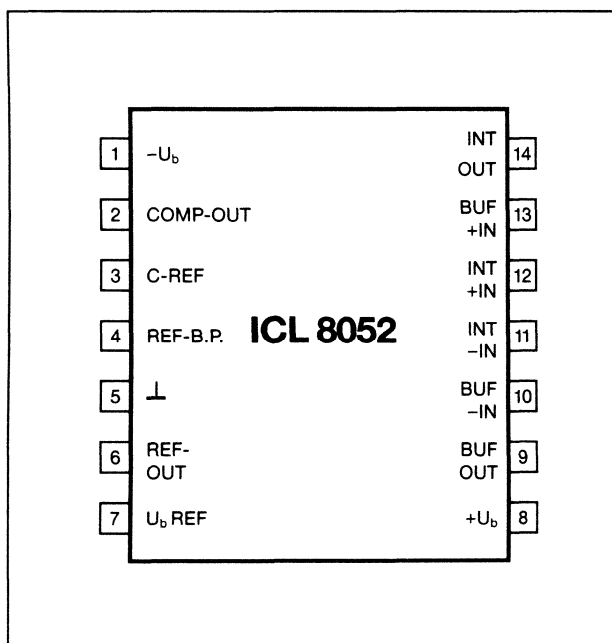 1 -U_b
2 COMP-OUT
3 C-REF
4 REF-B.P.
5 ⊥
6 REF-
OUT
7 U_b REF
ICL 8052
INT
OUT 14
BUF
+IN 13
INT
+IN 12
INT
-IN 11
BUF
-IN 10
BUF
OUT 9
+U_b 8